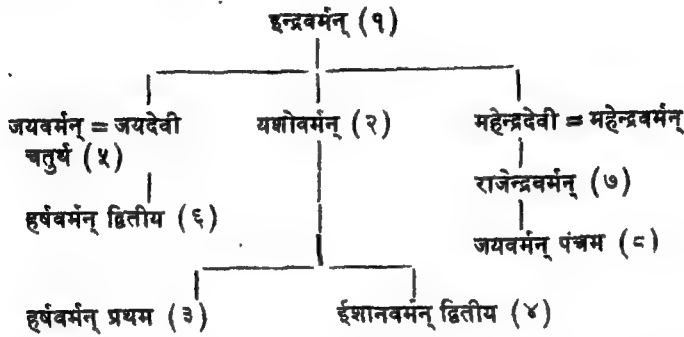 इन्द्रवर्मन् (१)
जयवर्मन् = जयदेवी यशोवर्मन् (२) महेन्द्रदेवी = महेन्द्रवर्मन्
चतुर्थ (५)
राजेन्द्रवर्मन् (७)
हर्षवर्मन् द्वितीय (६)
जयवर्मन् पंचम (८)
हर्षवर्मन् प्रथम (३) ईशानवर्मन् द्वितीय (४)